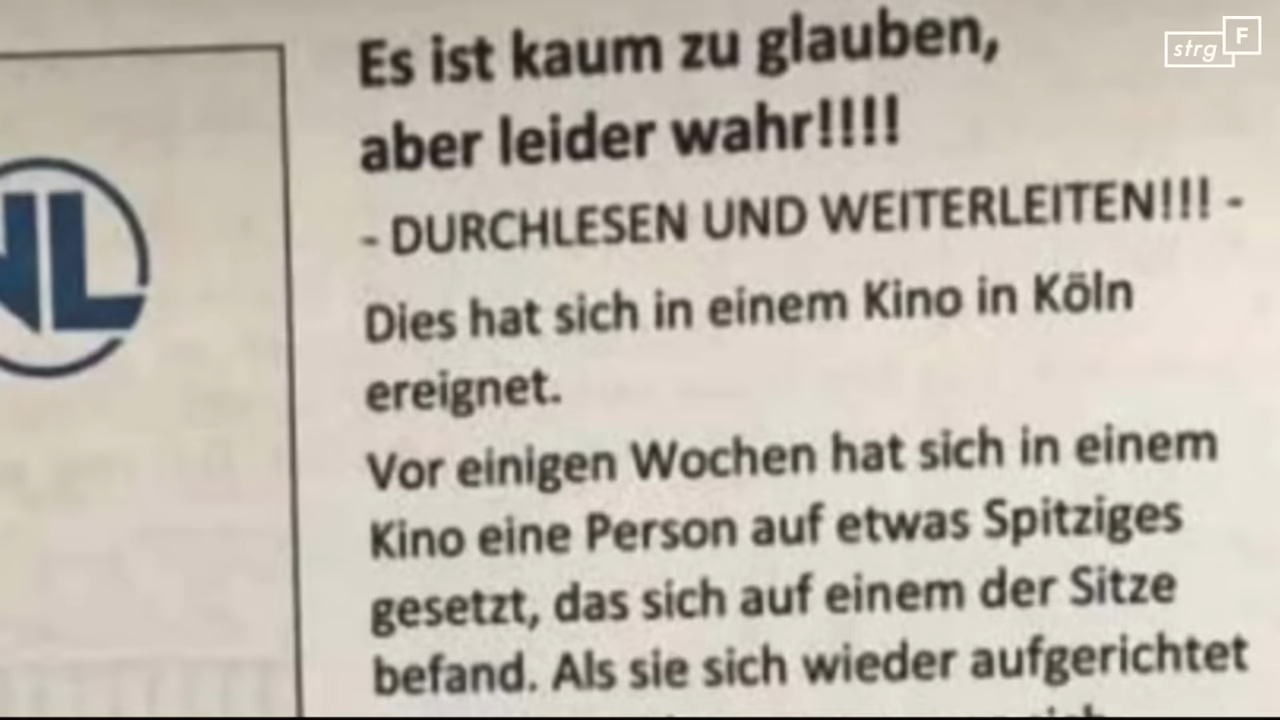 strg F
Es ist kaum zu glauben,
aber leider wahr!!!!
- DURCHLESEN UND WEITERLEITEN!!! -
Dies hat sich in einem Kino in Köln
ereignet.
Vor einigen Wochen hat sich in einem
Kino eine Person auf etwas Spitziges
gesetzt, das sich auf einem der Sitze
befand. Als sie sich wieder aufgerichtet